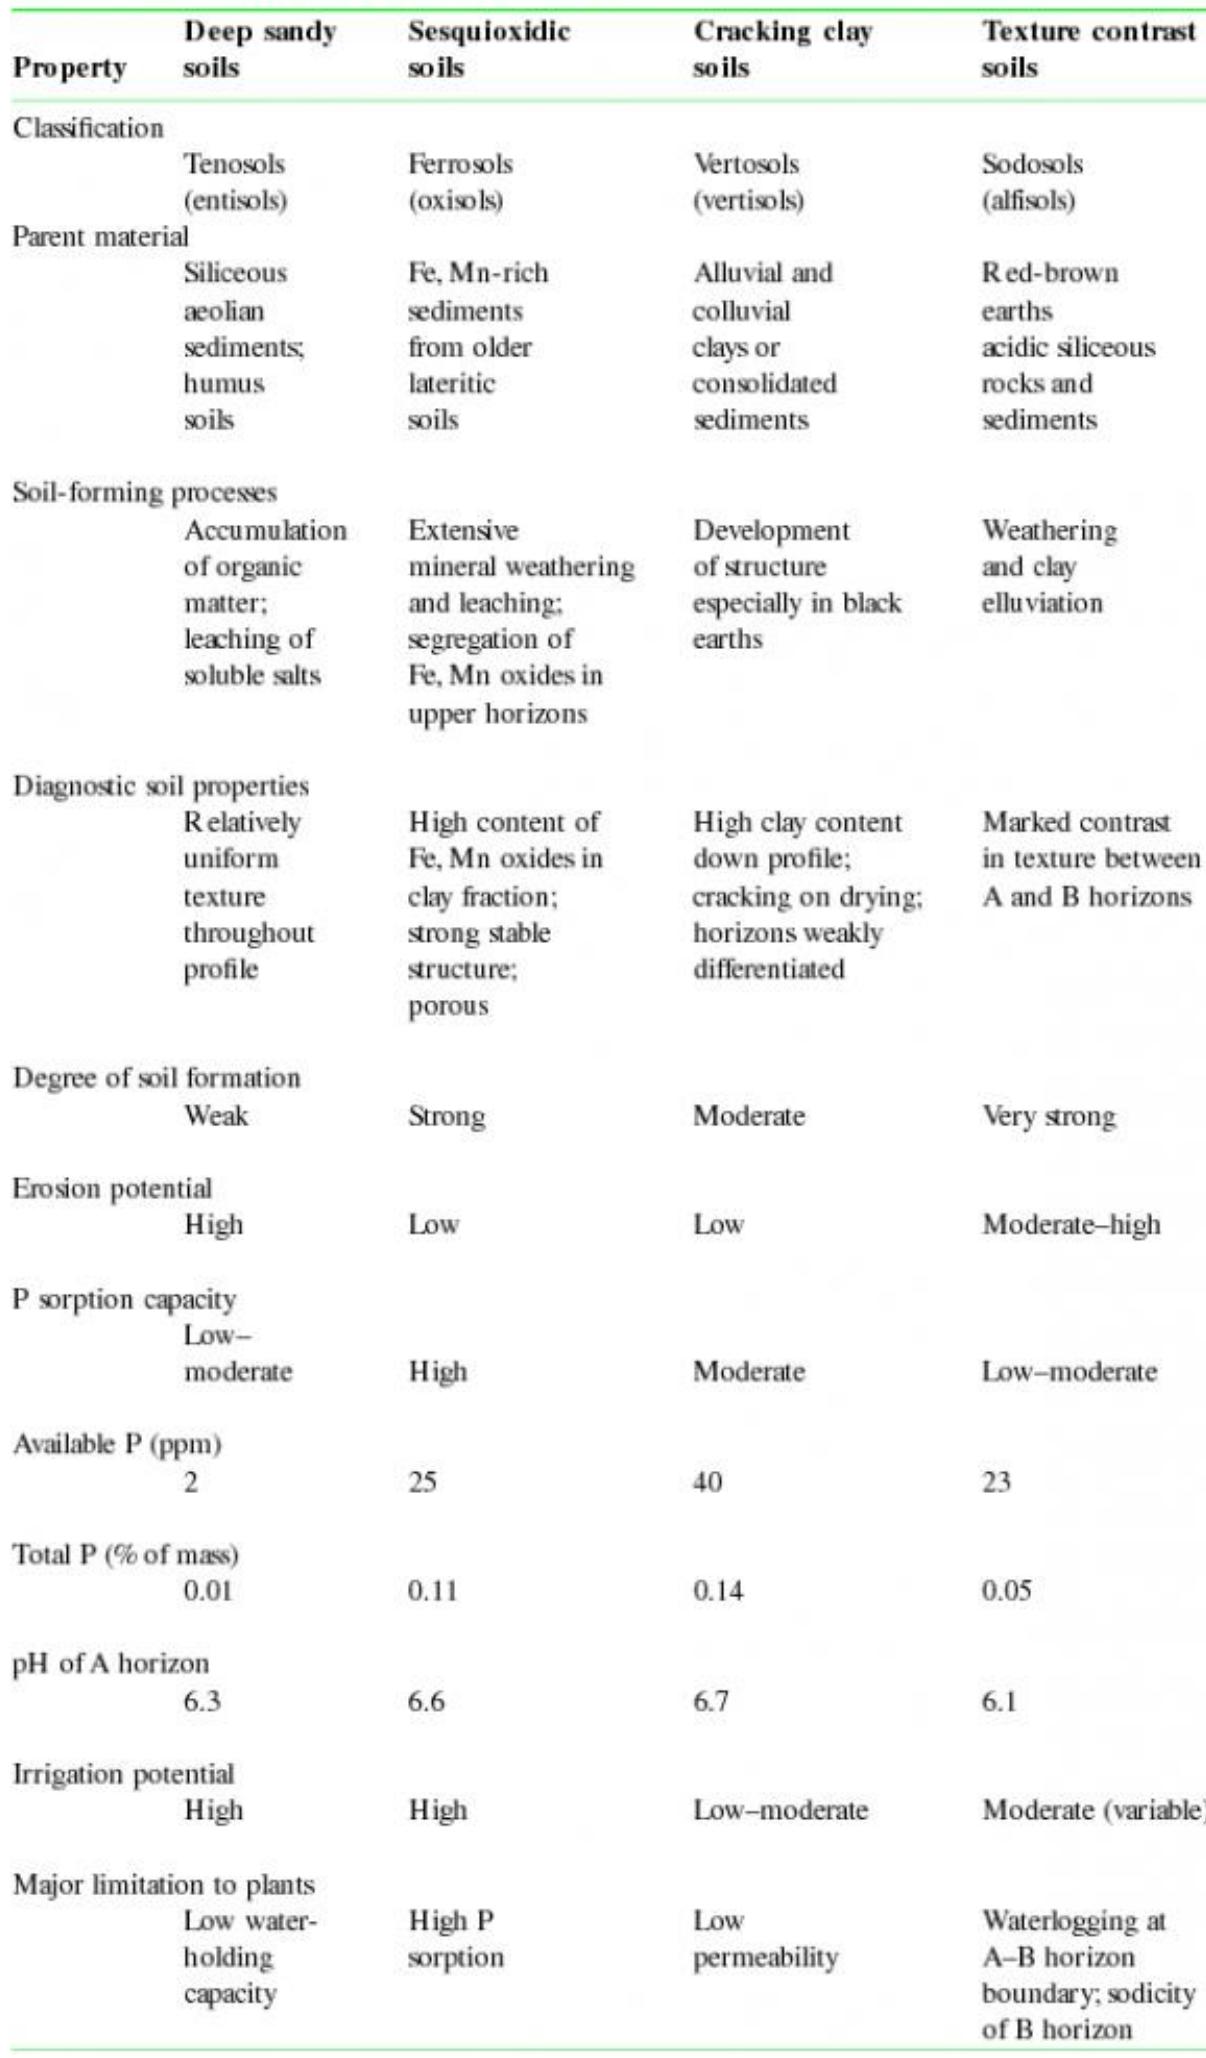 Deep sandy Sesquioxidic Cracking clay Texture contrast
Property soils soils soils soils
Classification
Tenosols Ferrosols Vertosols Sodosols
(entisols) (oxisols) (vertisols) (alfisols)
Parent material
Siliceous Fe, Mn-rich Alluvial and Red-brown
aeolian sediments colluvial earths
sediments; from older clays or acidic siliceous
humus lateritic consolidated rocks and
soils soils sediments sediments
Soil-forming processes
Accumulation Extensive Development Weathering
of organic mineral weathering of structure and clay
matter; and leaching; especially in black elluviation
leaching of segregation of earths
soluble salts Fe, Mn oxides in
upper horizons
Diagnostic soil properties
Relatively High content of High clay content Marked contrast
uniform Fe, Mn oxides in down profile; in texture between
texture clay fraction; cracking on drying; A and B horizons
throughout strong stable horizons weakly
profile structure; differentiated
porous
Degree of soil formation
Weak Strong Moderate Very strong
Erosion potential
High Low Low Moderate–high
P sorption capacity
Low–
moderate High Moderate Low–moderate
Available P (ppm)
2 25 40 23
Total P (% of mass)
0.01 0.11 0.14 0.05
pH of A horizon
6.3 6.6 6.7 6.1
Irrigation potential
High High Low–moderate Moderate (variable)
Major limitation to plants
Low water- High P Low Waterlogging at
holding sorption permeability A–B horizon
capacity boundary; sodicity
of B horizon